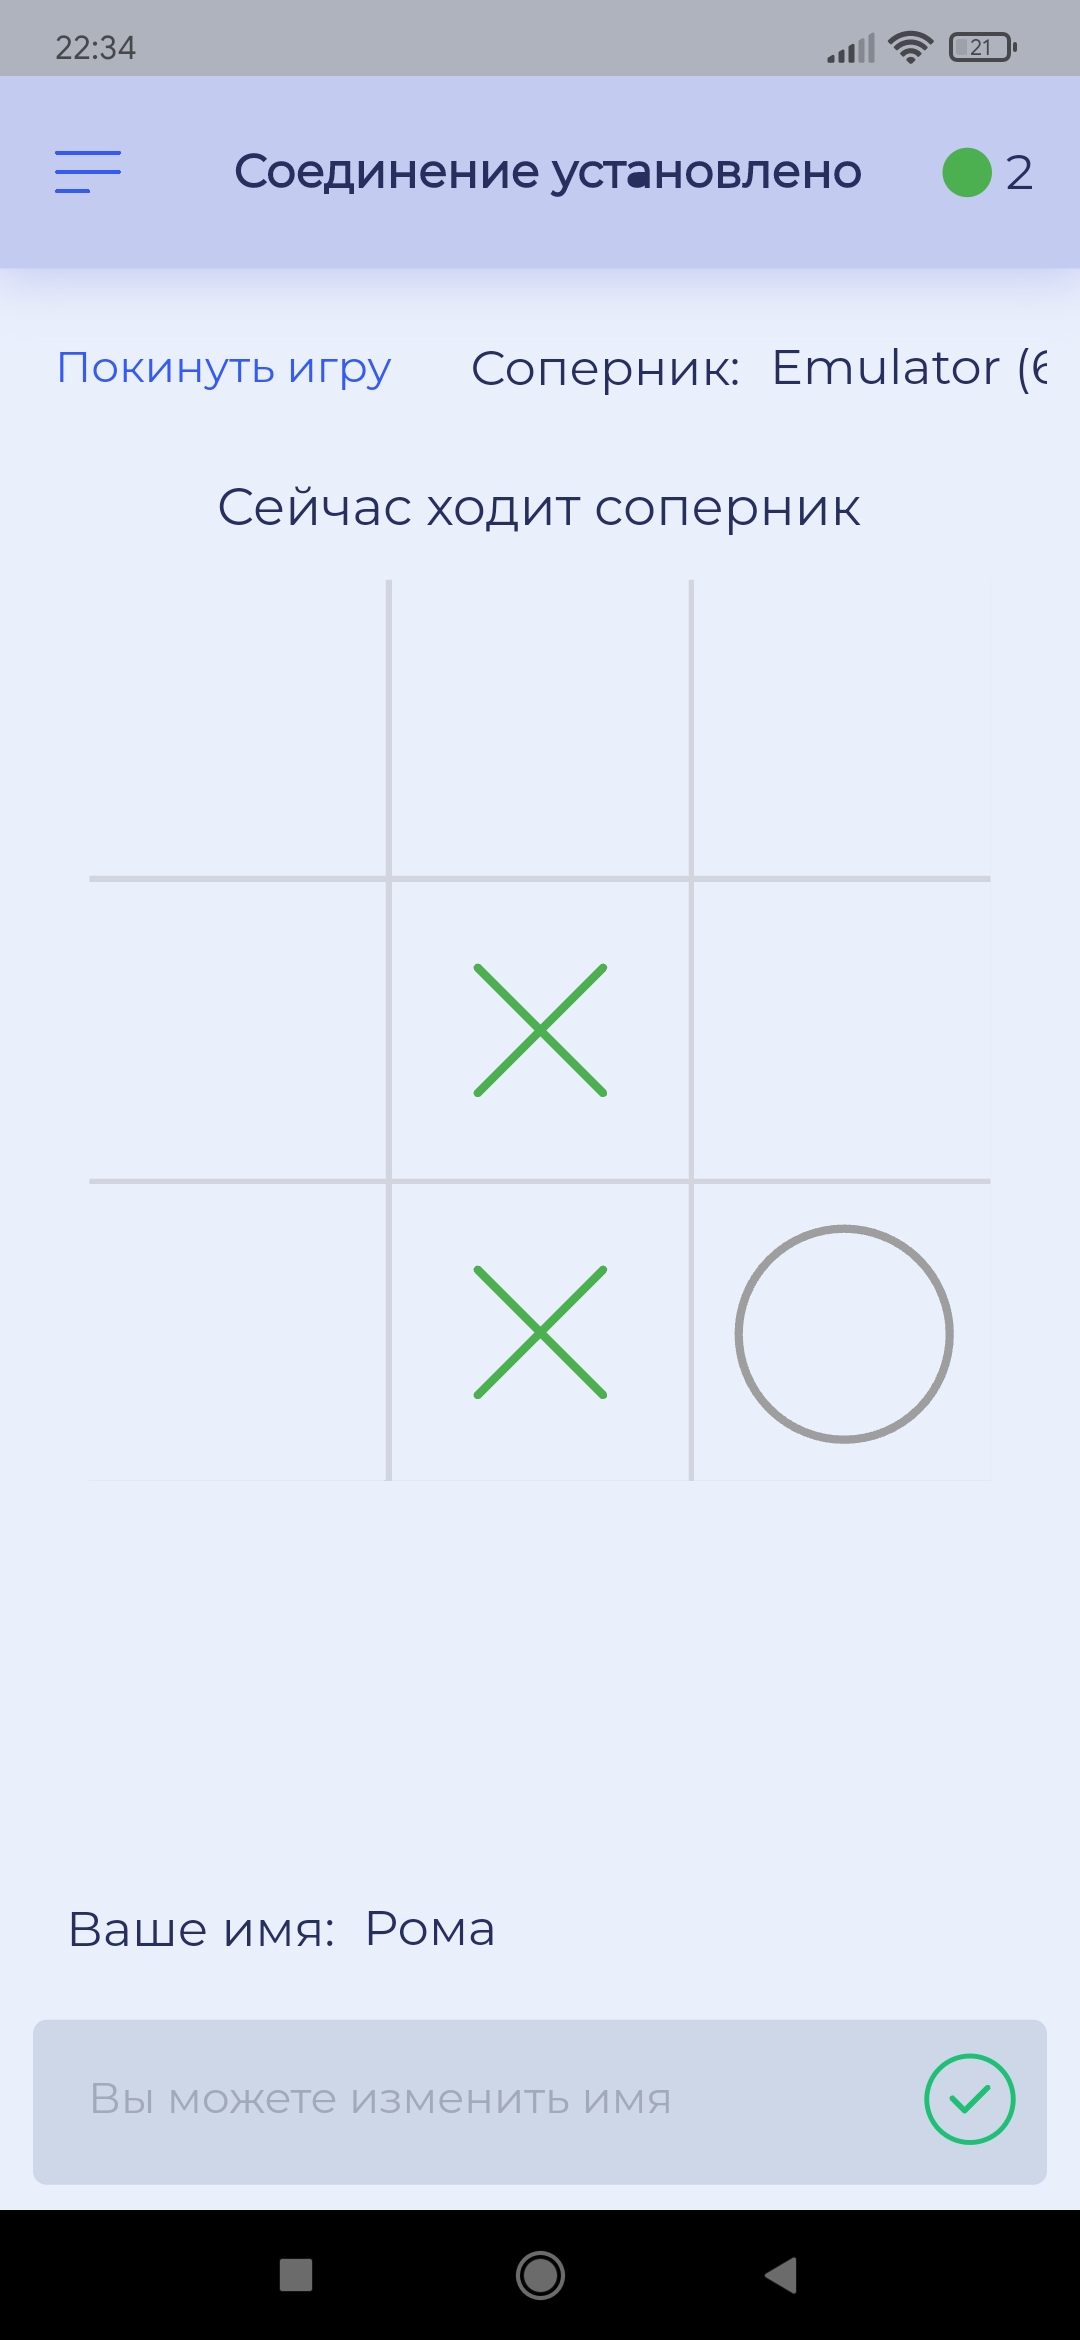 22:34
21
Соединение установлено
2
Покинуть игру
Соперник: Emulator (6
Сейчас ходит соперник
Ваше имя: Рома
Вы можете изменить имя